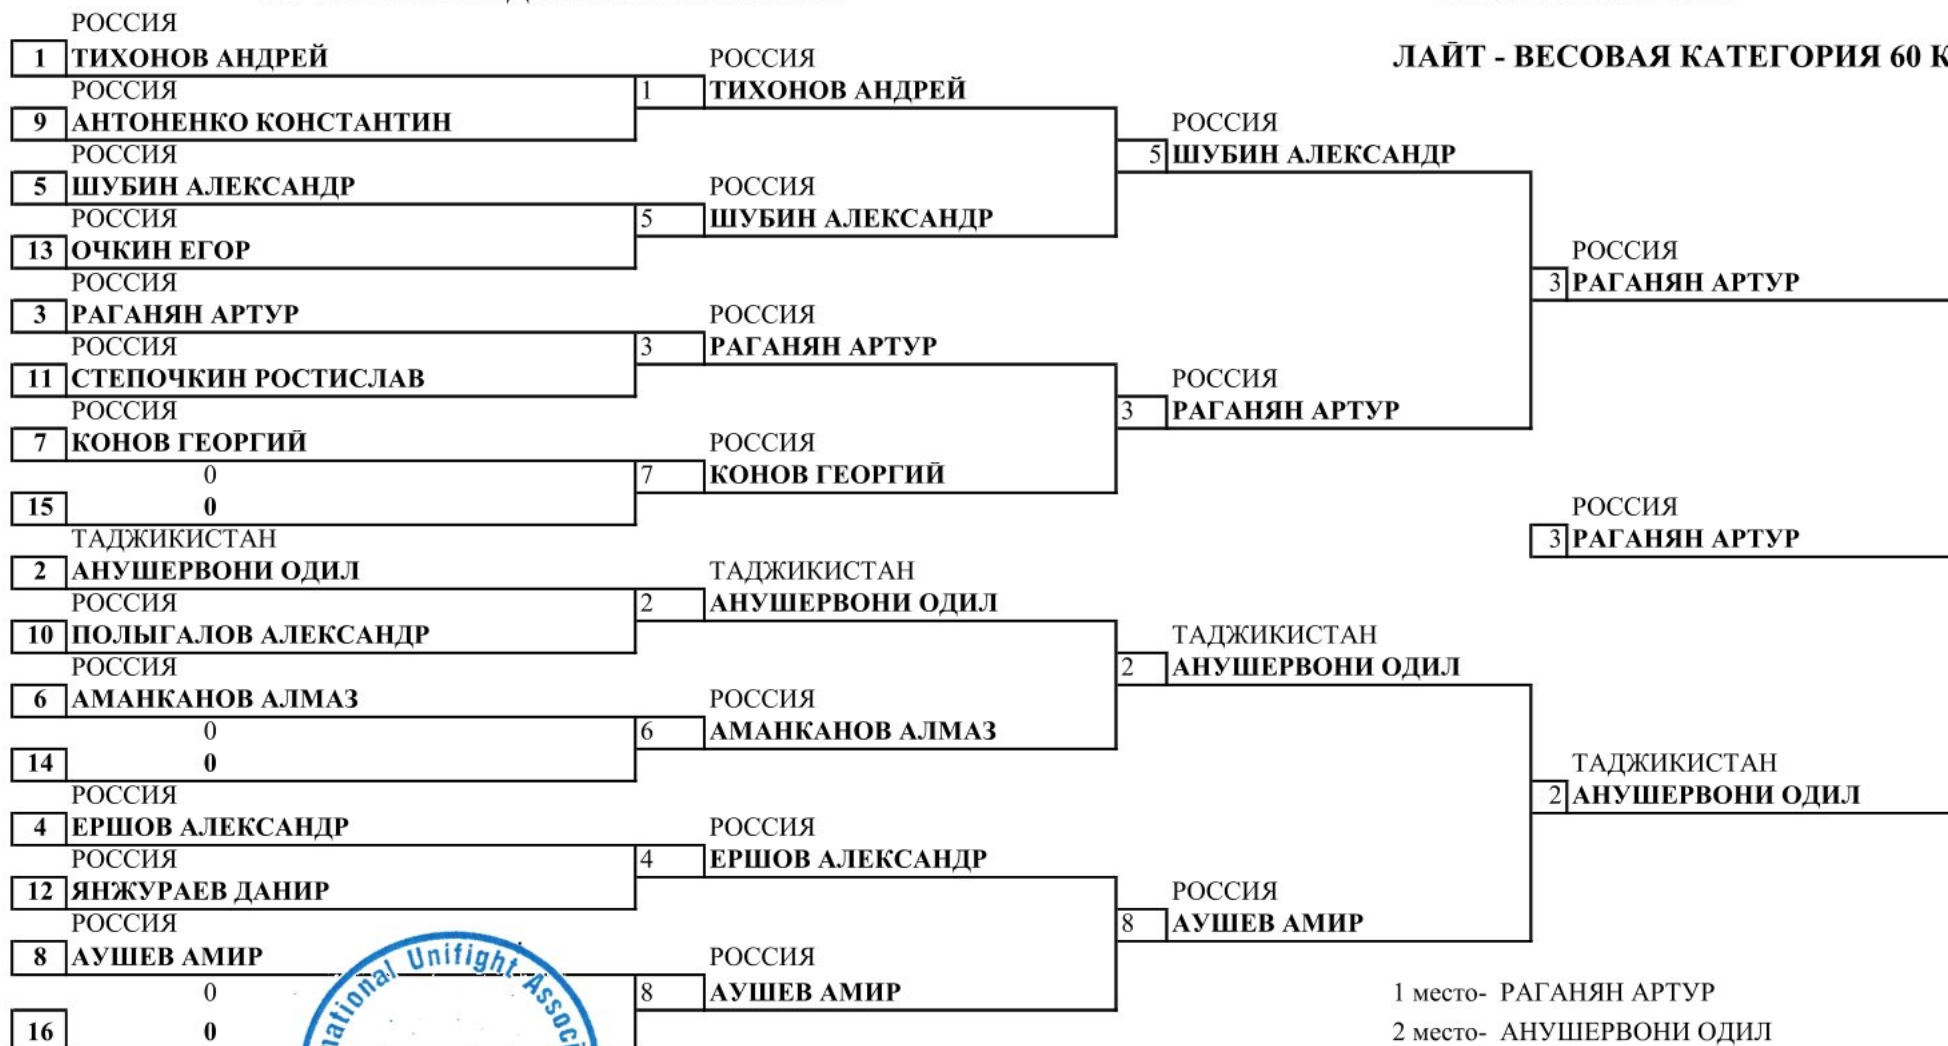 РОССИЯ
1 ТИХОНОВ АНДРЕЙ
РОССИЯ
9 АНТОНЕНКО КОНСТАНТИН
РОССИЯ
5 ШУБИН АЛЕКСАНДР
РОССИЯ
13 ОЧКИН ЕГОР
РОССИЯ
3 РАГАНЯН АРТУР
РОССИЯ
11 СТЕПОЧКИН РОСТИСЛАВ
РОССИЯ
7 КОНОВ ГЕОРГИЙ
0
15 0
ТАДЖИКИСТАН
2 АНУШЕРВОНИ ОДИЛ
РОССИЯ
10 ПОЛЫГАЛОВ АЛЕКСАНДР
РОССИЯ
6 АМАНКАНОВ АЛМАЗ
0
14 0
РОССИЯ
4 ЕРШОВ АЛЕКСАНДР
РОССИЯ
12 ЯНЖУРАЕВ ДАНИР
РОССИЯ
8 АУШЕВ АМИР
0
16 0
РОССИЯ
1 ТИХОНОВ АНДРЕЙ
РОССИЯ
5 ШУБИН АЛЕКСАНДР
РОССИЯ
3 РАГАНЯН АРТУР
РОССИЯ
7 КОНОВ ГЕОРГИЙ
ТАДЖИКИСТАН
2 АНУШЕРВОНИ ОДИЛ
РОССИЯ
6 АМАНКАНОВ АЛМАЗ
РОССИЯ
4 ЕРШОВ АЛЕКСАНДР
РОССИЯ
8 АУШЕВ АМИР
РОССИЯ
5 ШУБИН АЛЕКСАНДР
РОССИЯ
3 РАГАНЯН АРТУР
ТАДЖИКИСТАН
2 АНУШЕРВОНИ ОДИЛ
РОССИЯ
8 АУШЕВ АМИР
ЛАЙТ - ВЕСОВАЯ КАТЕГОРИЯ 60 К
РОССИЯ
3 РАГАНЯН АРТУР
РОССИЯ
3 РАГАНЯН АРТУР
ТАДЖИКИСТАН
2 АНУШЕРВОНИ ОДИЛ
1 место- РАГАНЯН АРТУР
2 место- АНУШЕРВОНИ ОДИЛ
national Unifight Associ